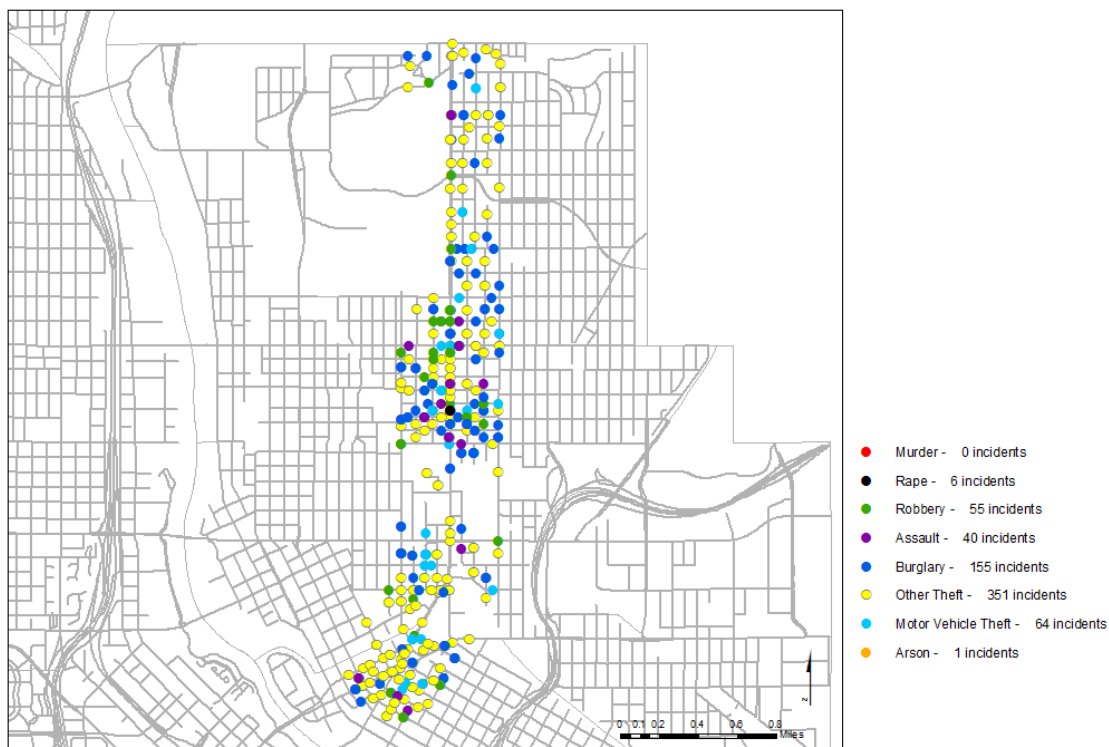 Murder - 0 incidents
Rape - 6 incidents
Robbery - 55 incidents
Assault - 40 incidents
Burglary - 155 incidents
Other Theft - 351 incidents
Motor Vehicle Theft - 64 incidents
Arson - 1 incidents
N
0 0.1 0.2 0.4 0.6 0.8
Miles